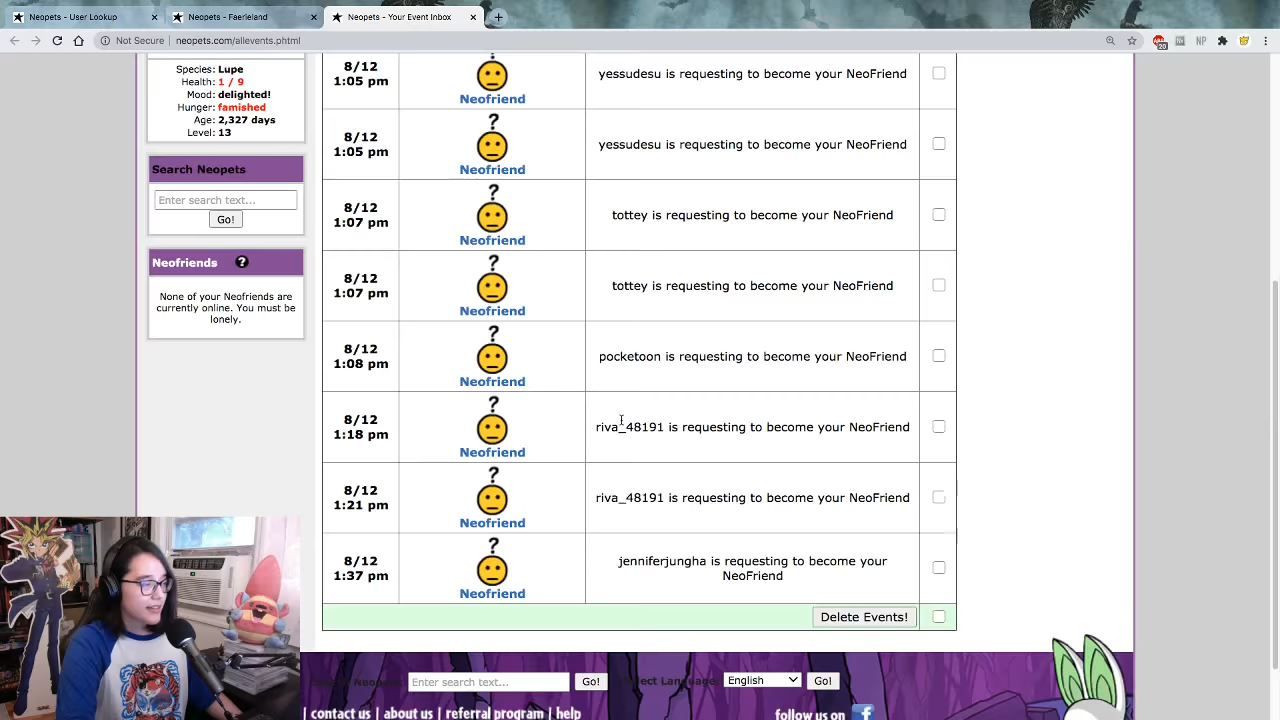 Neopets - User Lookup
Neopets - Faerieland
Neopets - Your Event Inbox
Not Secure | neopets.com/allevents.phtml
Species: Lupe
Health: 1 / 9
Mood: delighted!
Hunger: famished
Age: 2,327 days
Level: 13
Search Neopets
Enter search text...
Go!
Neofriends ?
None of your Neofriends are
currently online. You must be
lonely.
8/12
1:05 pm
Neofriend
yessudesu is requesting to become your NeoFriend
8/12
1:05 pm
?
Neofriend
yessudesu is requesting to become your NeoFriend
8/12
1:07 pm
?
Neofriend
tottey is requesting to become your NeoFriend
8/12
1:07 pm
?
Neofriend
tottey is requesting to become your NeoFriend
8/12
1:08 pm
?
Neofriend
pocketoon is requesting to become your NeoFriend
8/12
1:18 pm
?
Neofriend
riva_48191 is requesting to become your NeoFriend
8/12
1:21 pm
?
Neofriend
riva_48191 is requesting to become your NeoFriend
8/12
1:37 pm
?
Neofriend
jenniferjungha is requesting to become your
NeoFriend
Delete Events!
Enter search text... Go! Select Language: English Go!
| contact us | about us | referral program | help
follow us on f